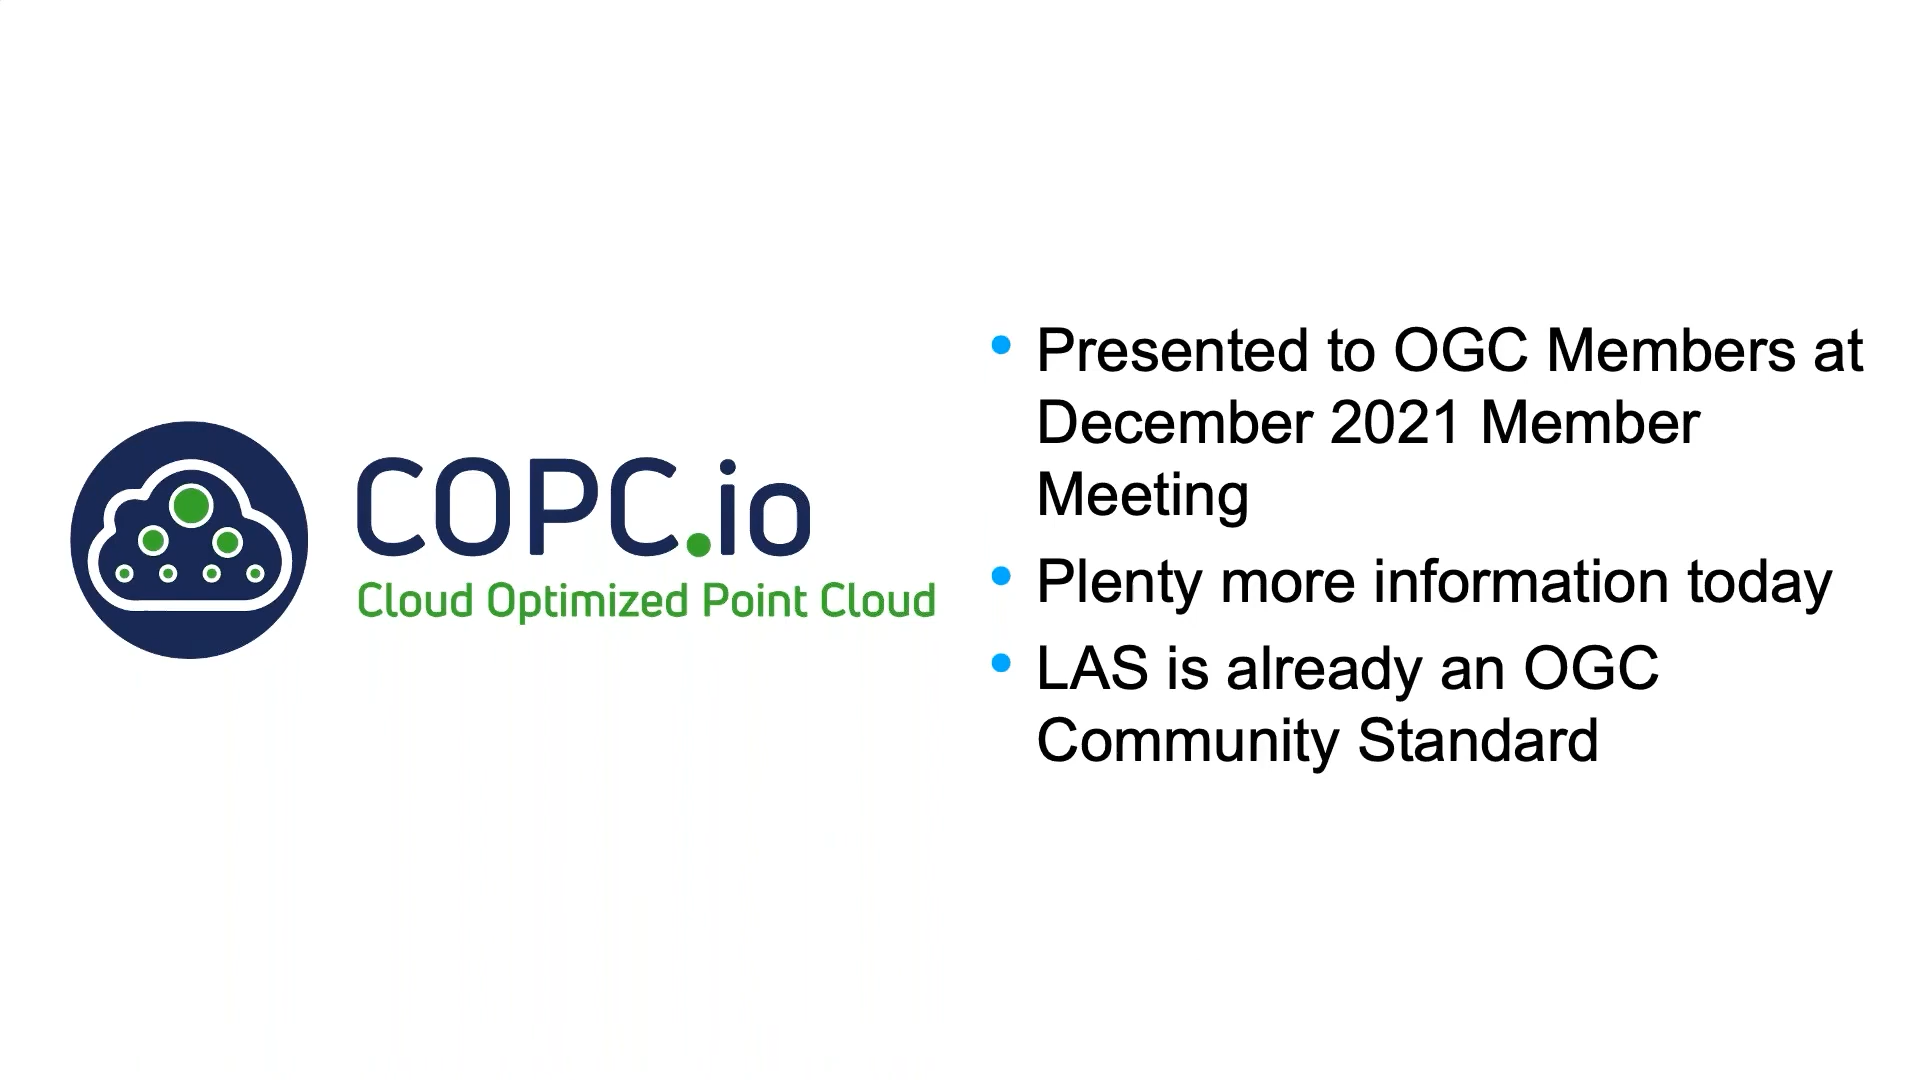 COPC.io
Cloud Optimized Point Cloud
• Presented to OGC Members at
December 2021 Member
Meeting
• Plenty more information today
• LAS is already an OGC
Community Standard